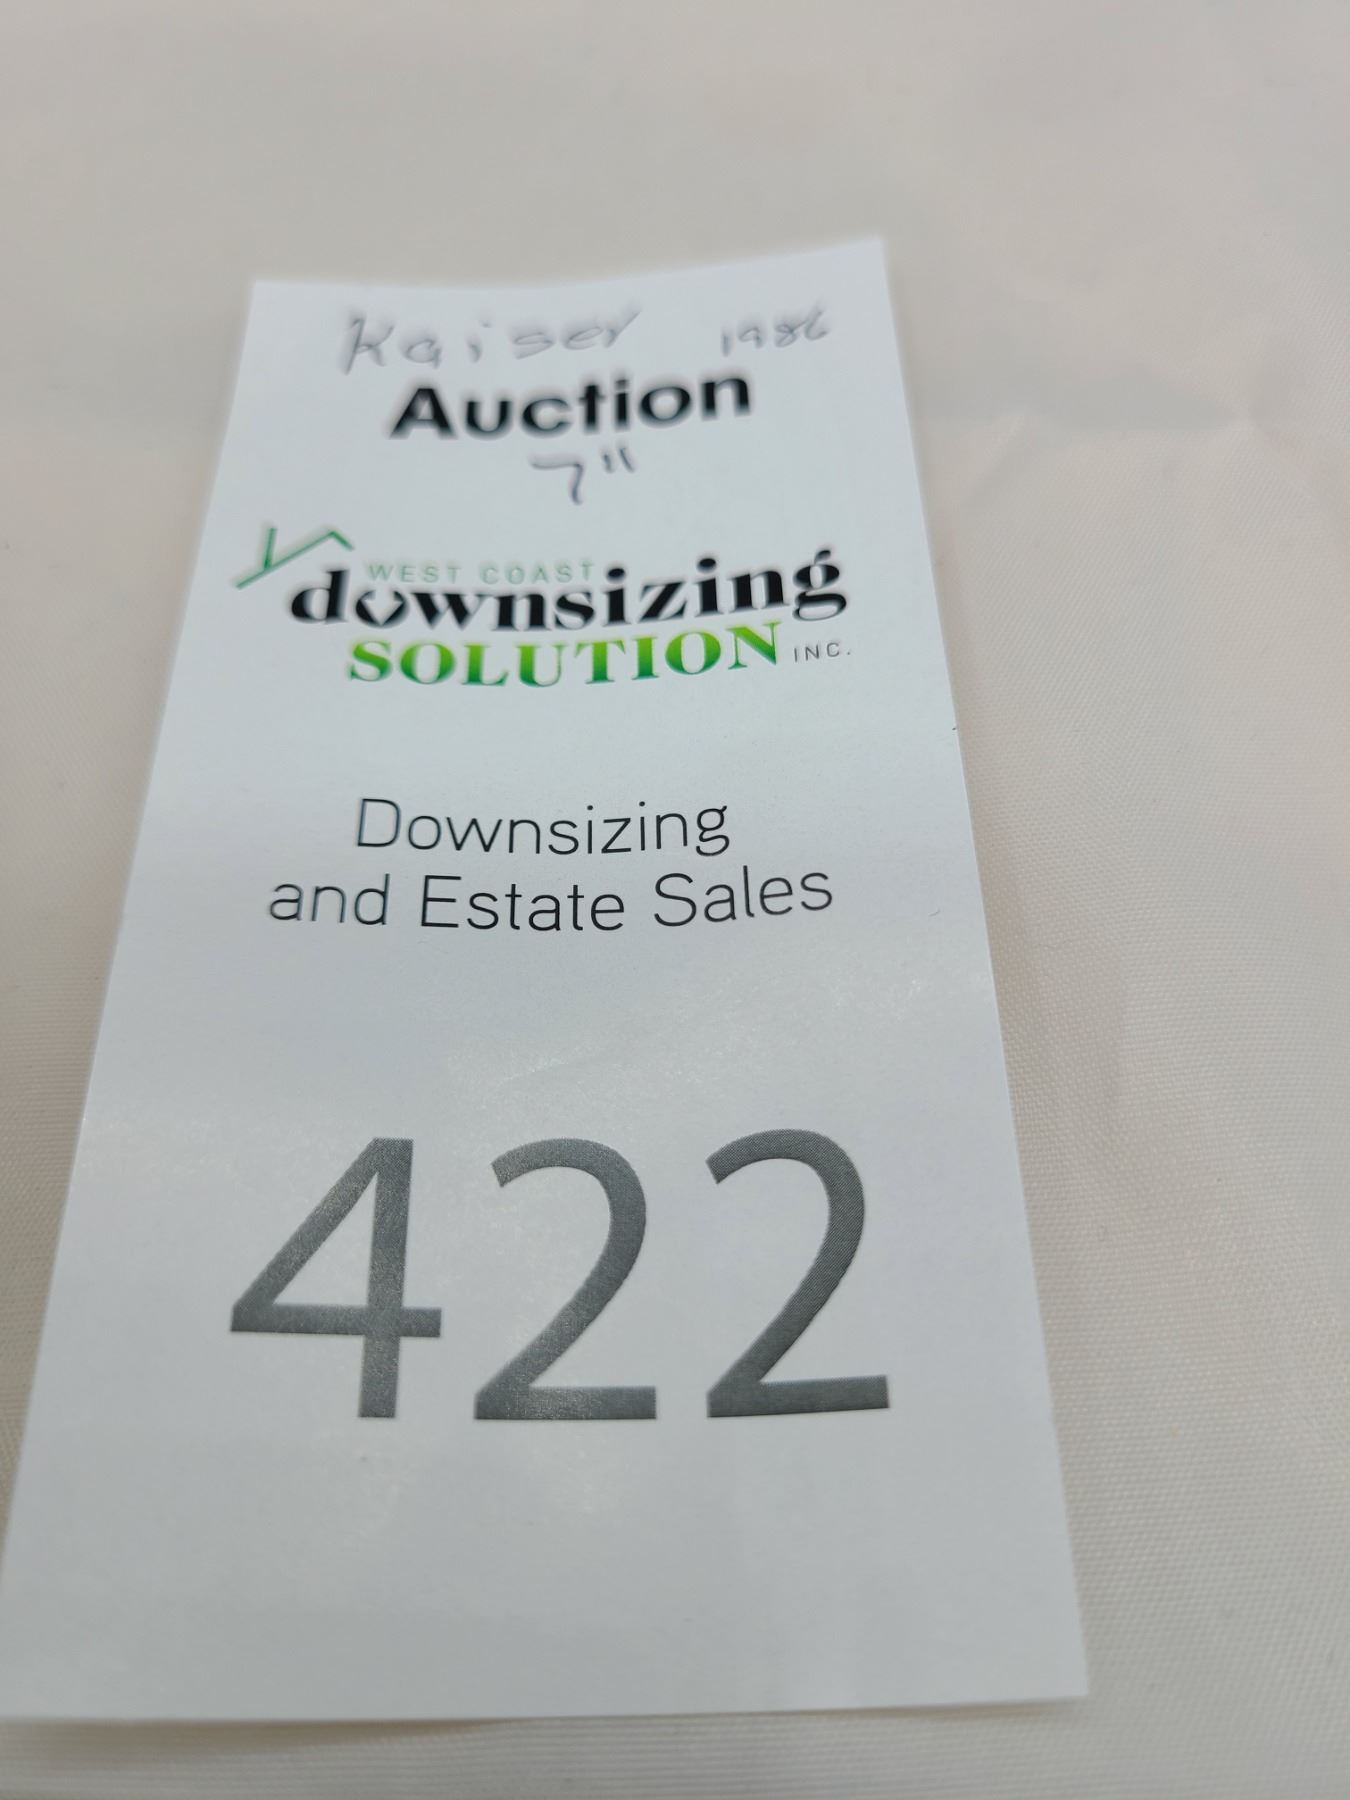 Kaiser 1986
Auction
7"
WEST COAST
downsizing
SOLUTION INC.
Downsizing
and Estate Sales
422